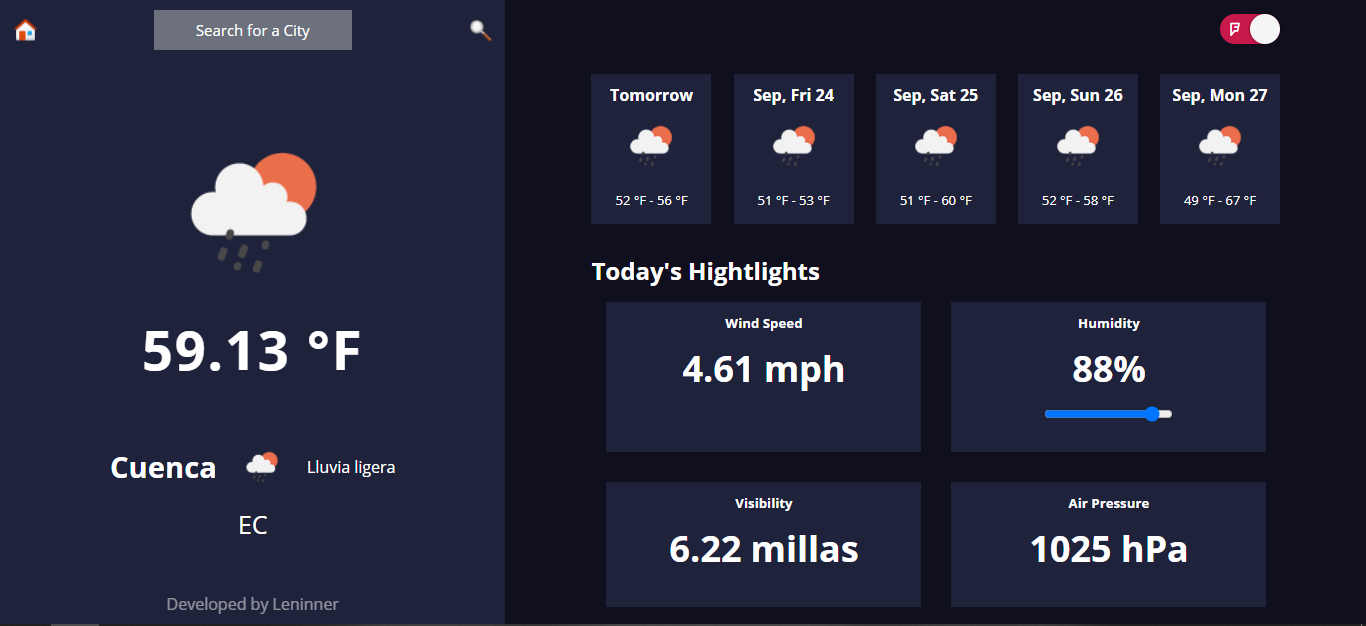 Search for a City
59.13 °F
Cuenca
Lluvia ligera
EC
Developed by Leninner
F
Tomorrow
52 °F - 56 °F
Sep, Fri 24
51 °F - 53 °F
Sep, Sat 25
51 °F - 60 °F
Sep, Sun 26
52 °F - 58 °F
Sep, Mon 27
49 °F - 67 °F
Today's Hightlights
Wind Speed
4.61 mph
Humidity
88%
Visibility
6.22 millas
Air Pressure
1025 hPa